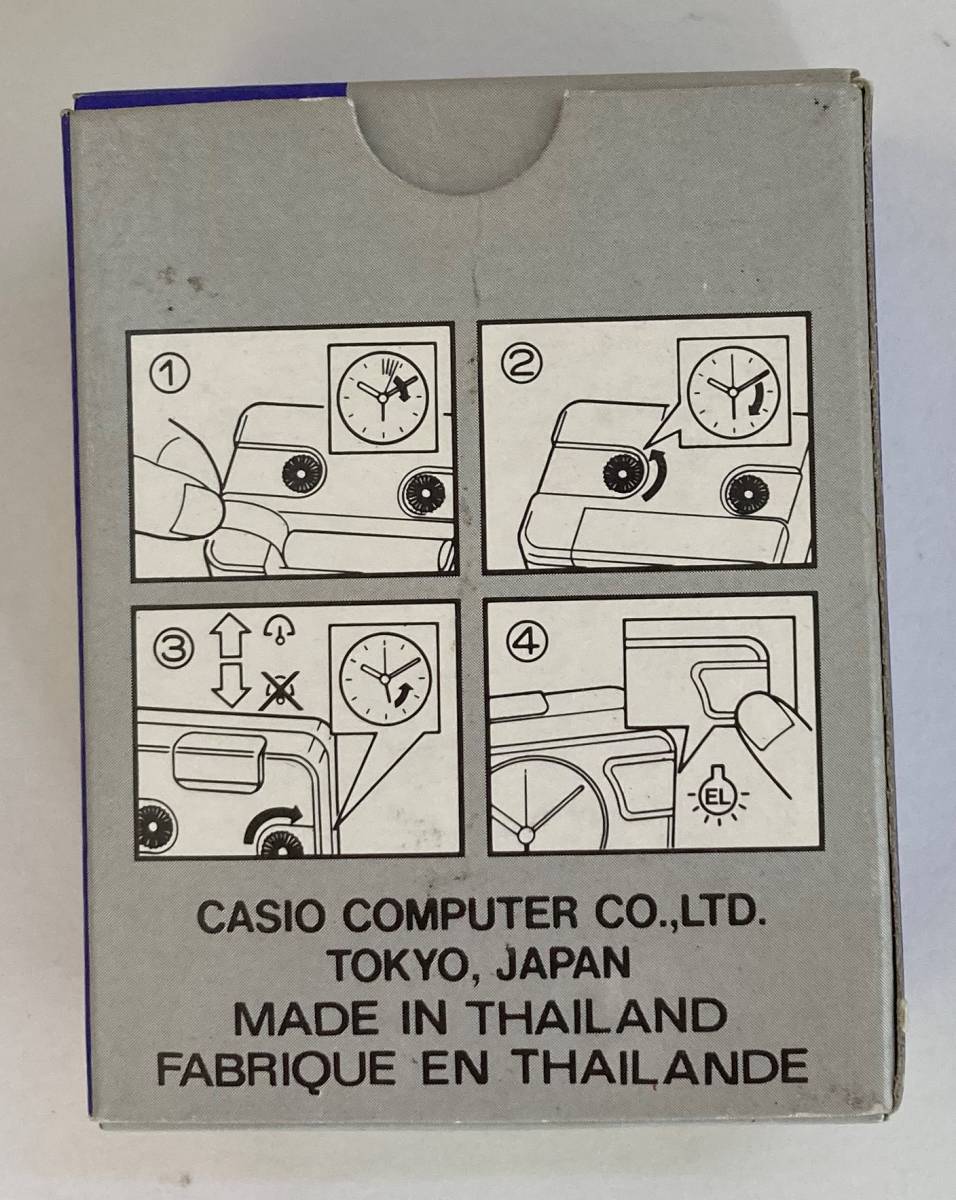 ①
②
③
④
EL
CASIO COMPUTER CO.,LTD.
TOKYO, JAPAN
MADE IN THAILAND
FABRIQUE EN THAILANDE